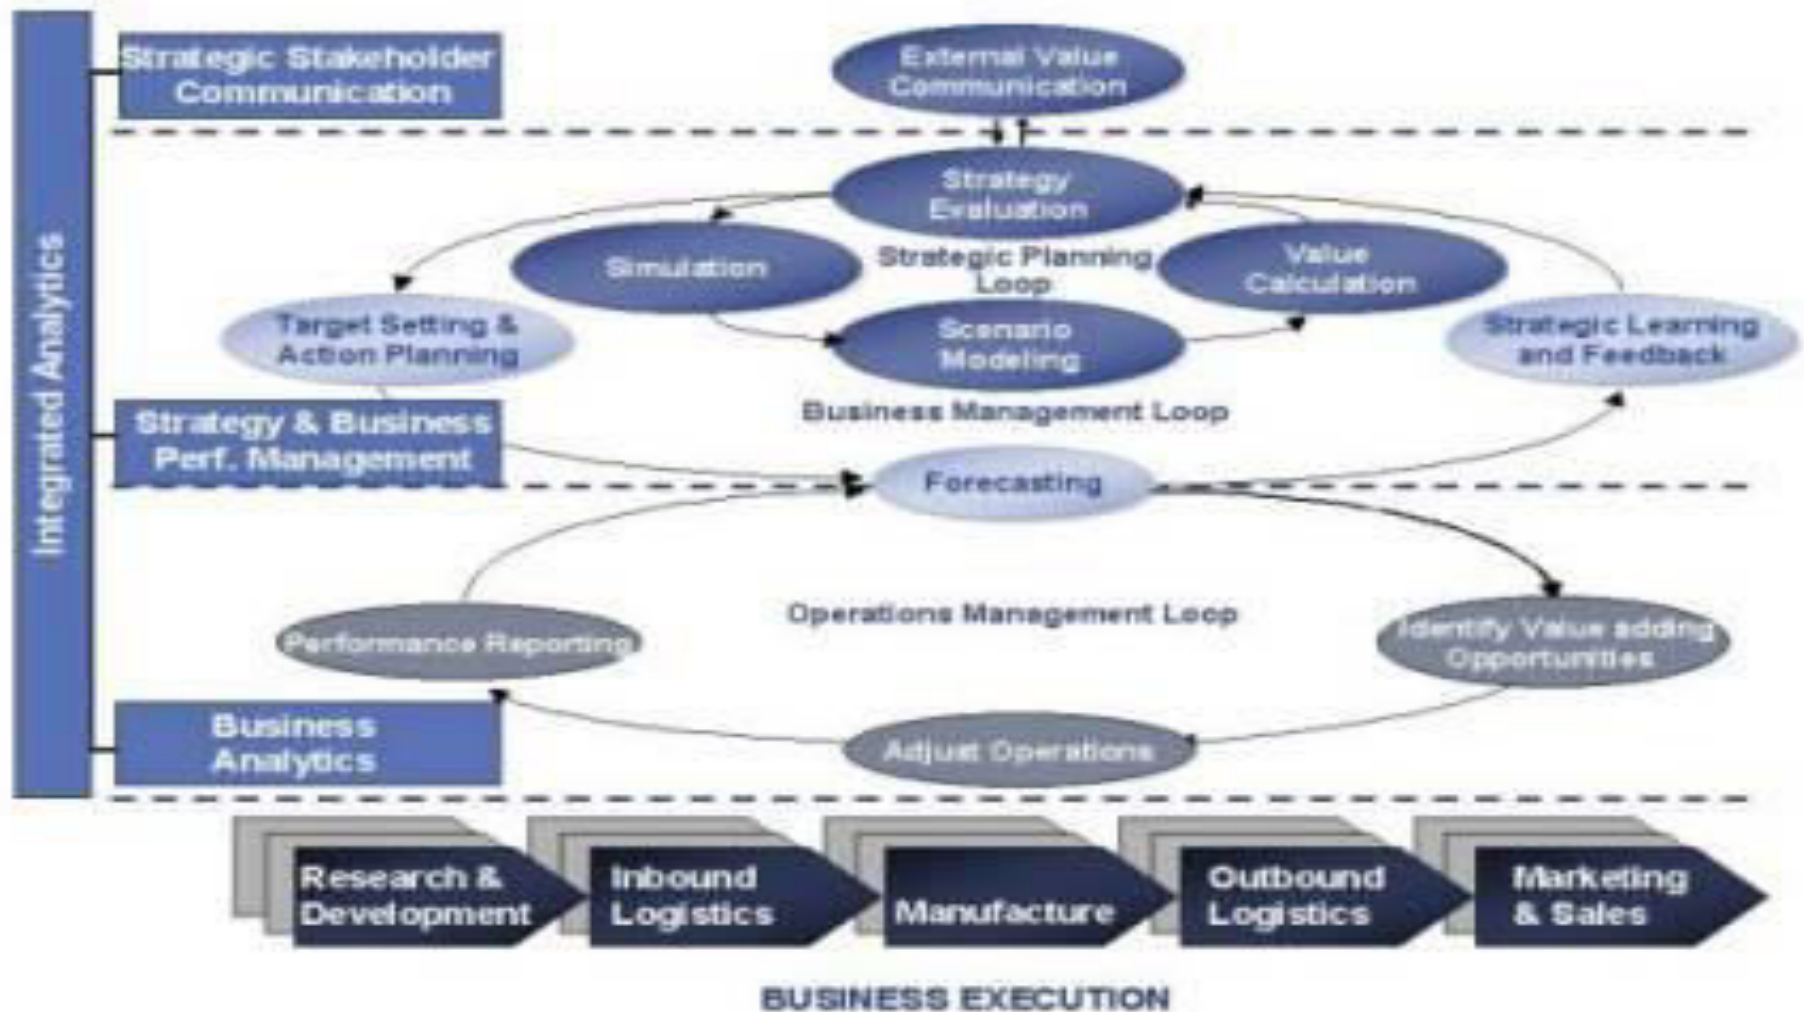 Strategic Stakeholder
Communication
External Value
Communication
Strategy
Evaluation
Simulation
Strategic Planning
Loop
Value
Calculation
Target Setting &
Action Planning
Scenario
Modeling
Strategic Learning
and Feedback
Integrated Analytics
Strategy & Business
Perf. Management
Business Management Loop
Forecasting
Operations Management Loop
Performance Reporting
Identify Value adding
Opportunities
Business
Analytics
Adjust Operations
Research &
Development
Inbound
Logistics
Manufacture
Outbound
Logistics
Marketing
& Sales
BUSINESS EXECUTION